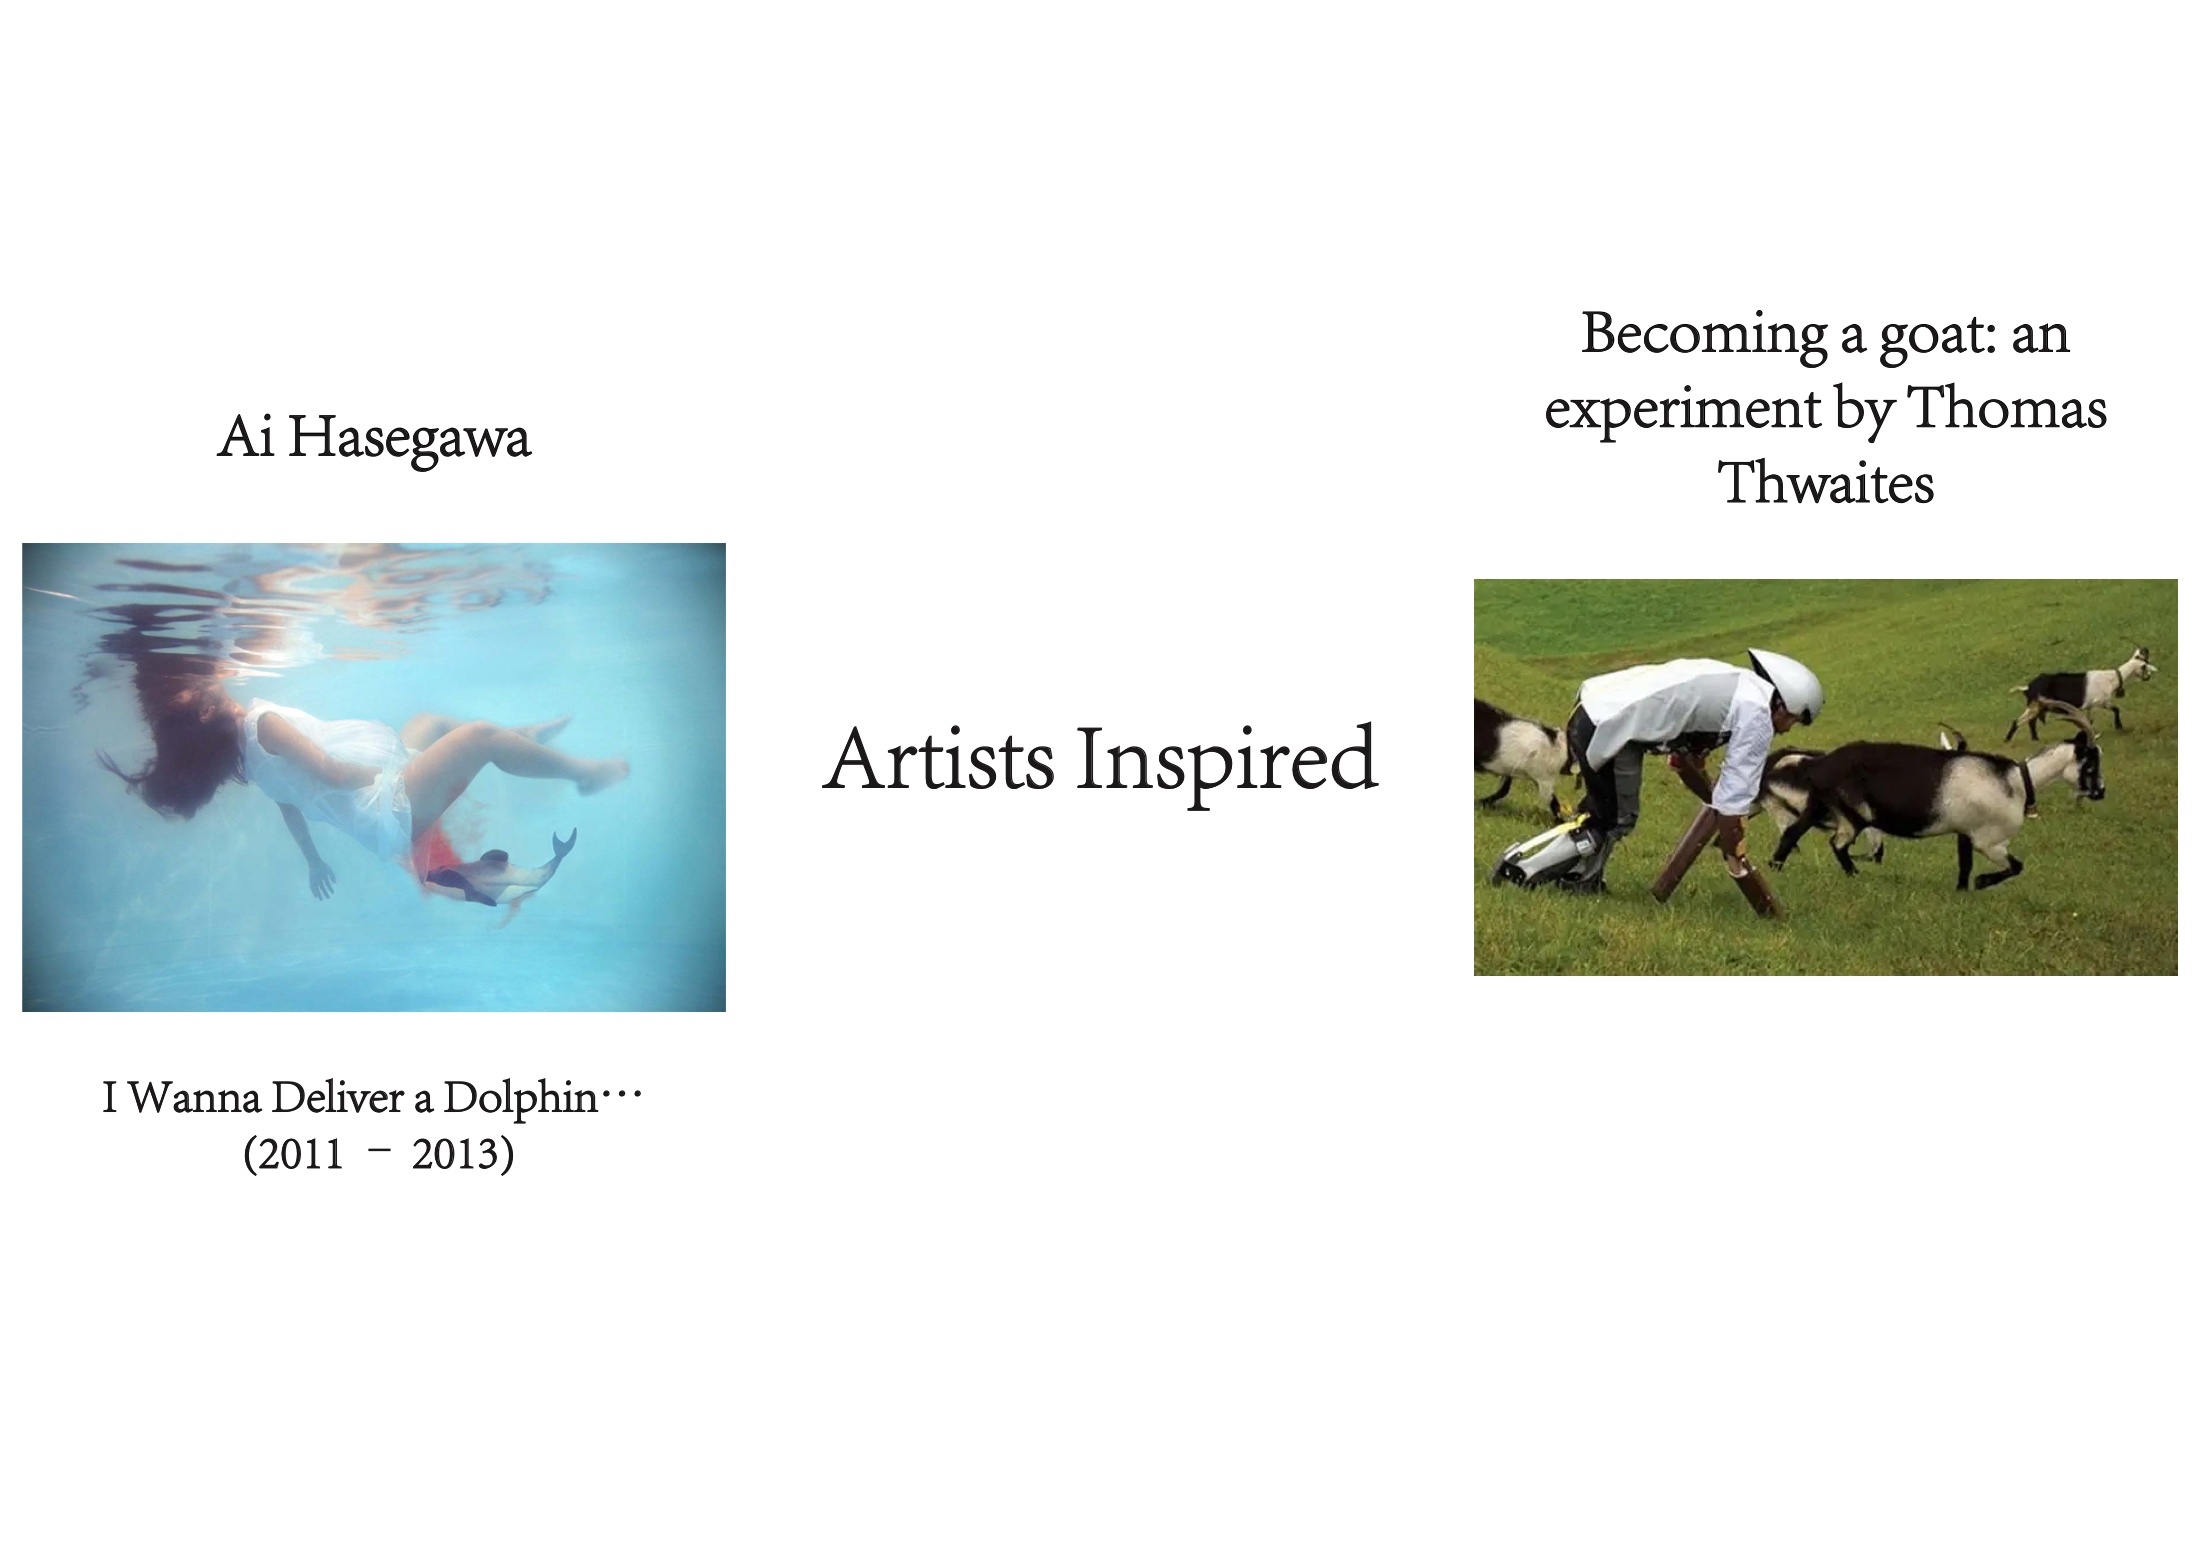 Ai Hasegawa
I Wanna Deliver a Dolphin…
(2011 – 2013)
Artists Inspired
Becoming a goat: an
experiment by Thomas
Thwaites